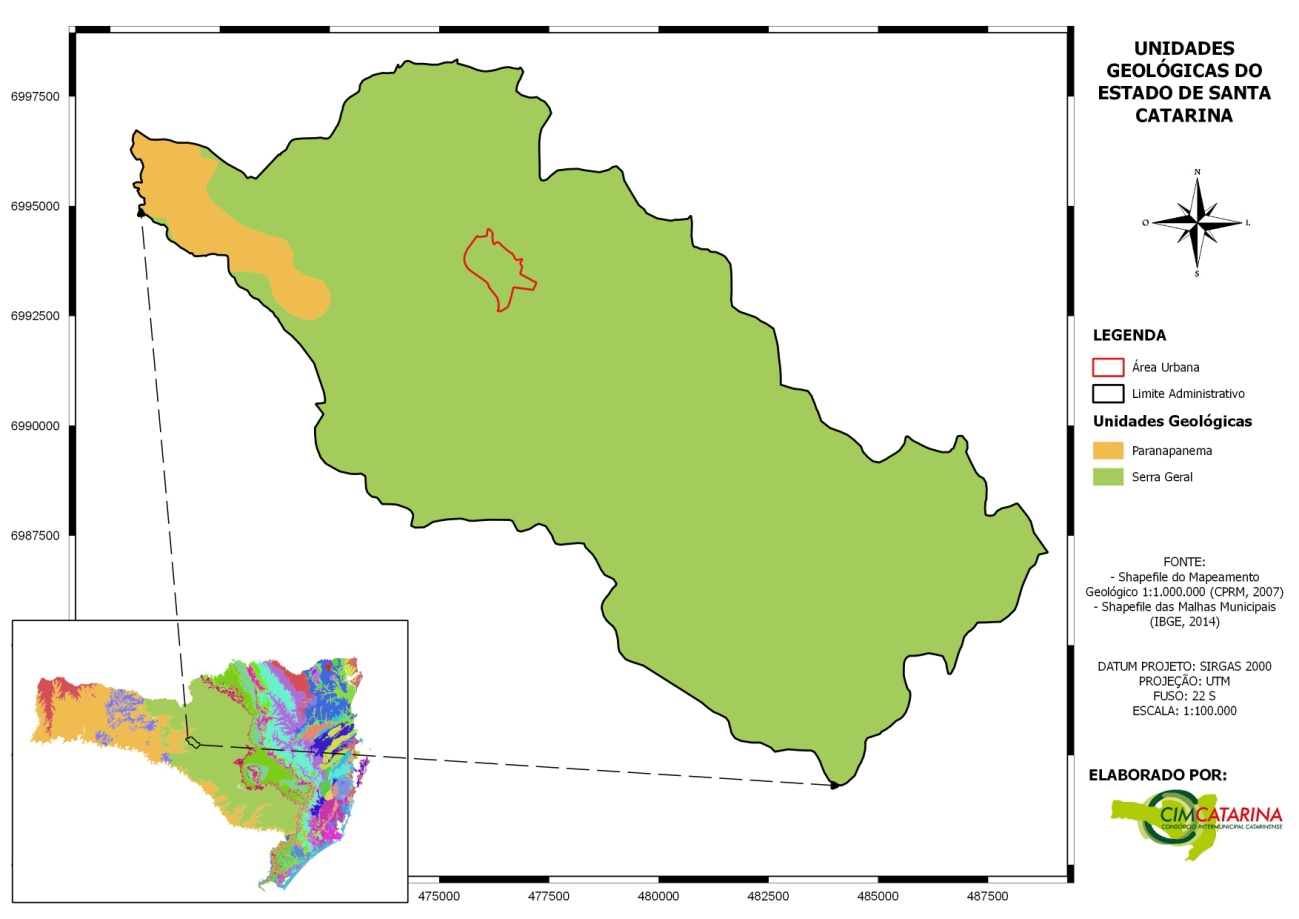 UNIDADES
GEOLÓGICAS DO
ESTADO DE SANTA
CATARINA
N
O
L
S
6997500
6995000
6992500
6990000
6987500
LEGENDA
Área Urbana
Limite Administrativo
Unidades Geológicas
Paranapanema
Serra Geral
FONTE:
- Shapefile do Mapeamento
Geológico 1:1.000.000 (CPRM, 2007)
- Shapefile das Malhas Municipais
(IBGE, 2014)
DATUM PROJETO: SIRGAS 2000
PROJEÇÃO: UTM
FUSO: 22 S
ESCALA: 1:100.000
ELABORADO POR:
CIMCATARINA
CONSÓRCIO INTERMUNICIPAL CATARINENSE
475000
477500
480000
482500
485000
487500